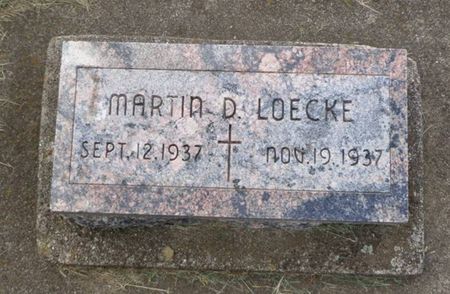 MARTIN D. LOECKE
SEPT. 12. 1937 NOV. 19. 1937